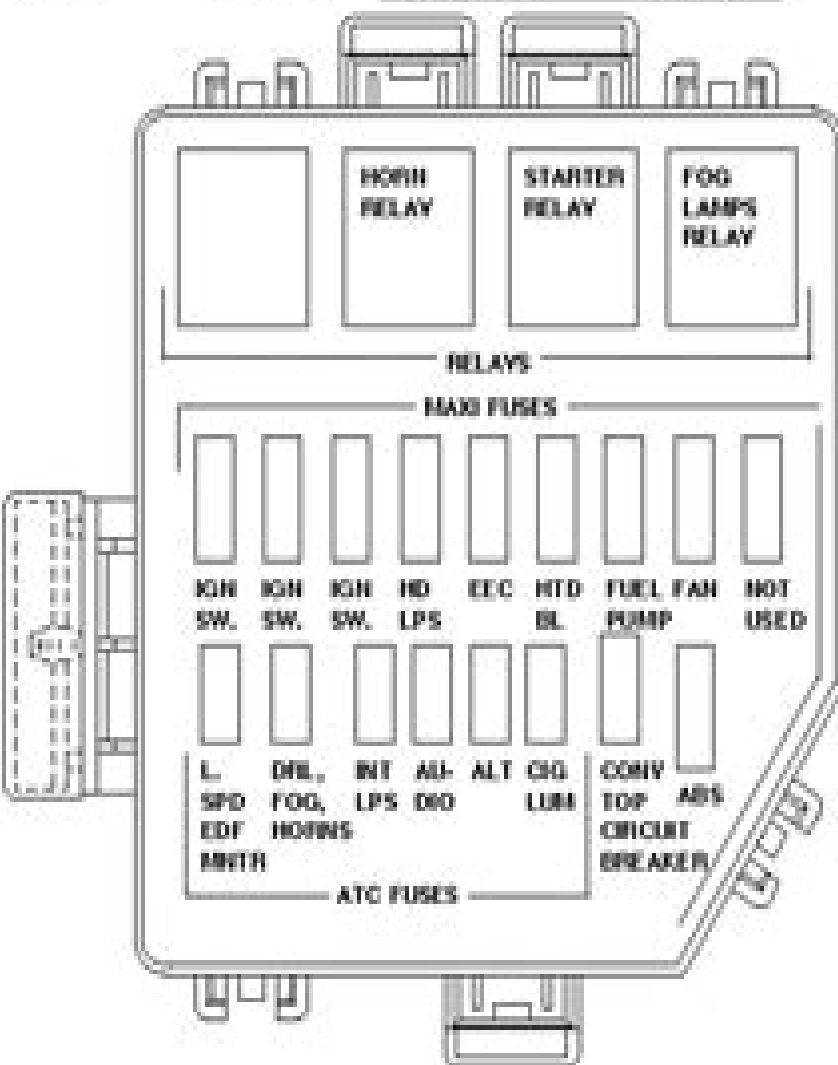 HORN
RELAY
STARTER
RELAY
FOG
LAMPS
RELAY
RELAYS
MAXI FUSES
IGN
SW.
IGN
SW.
IGN
SW.
HD
LPS
EEC
HTD
BL
FUEL
PUMP
FAN
NOT
USED
L.
SPD
EDF
MNTR
DRL,
FOG,
HORNS
INT
LPS
AU-
DIO
ALT
CIG
LUM
CONV
TOP
CIRCUIT
BREAKER
ABS
ATC FUSES